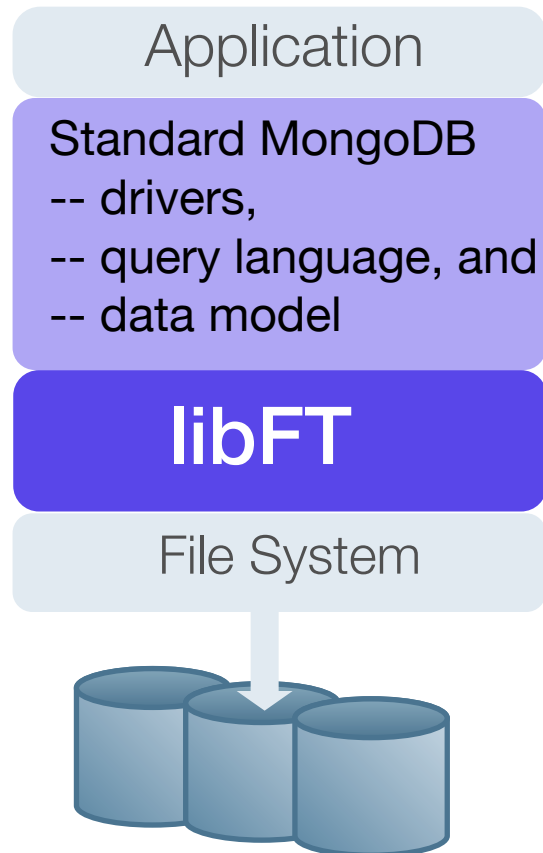 Application
Standard MongoDB
-- drivers,
-- query language, and
-- data model
libFT
File System